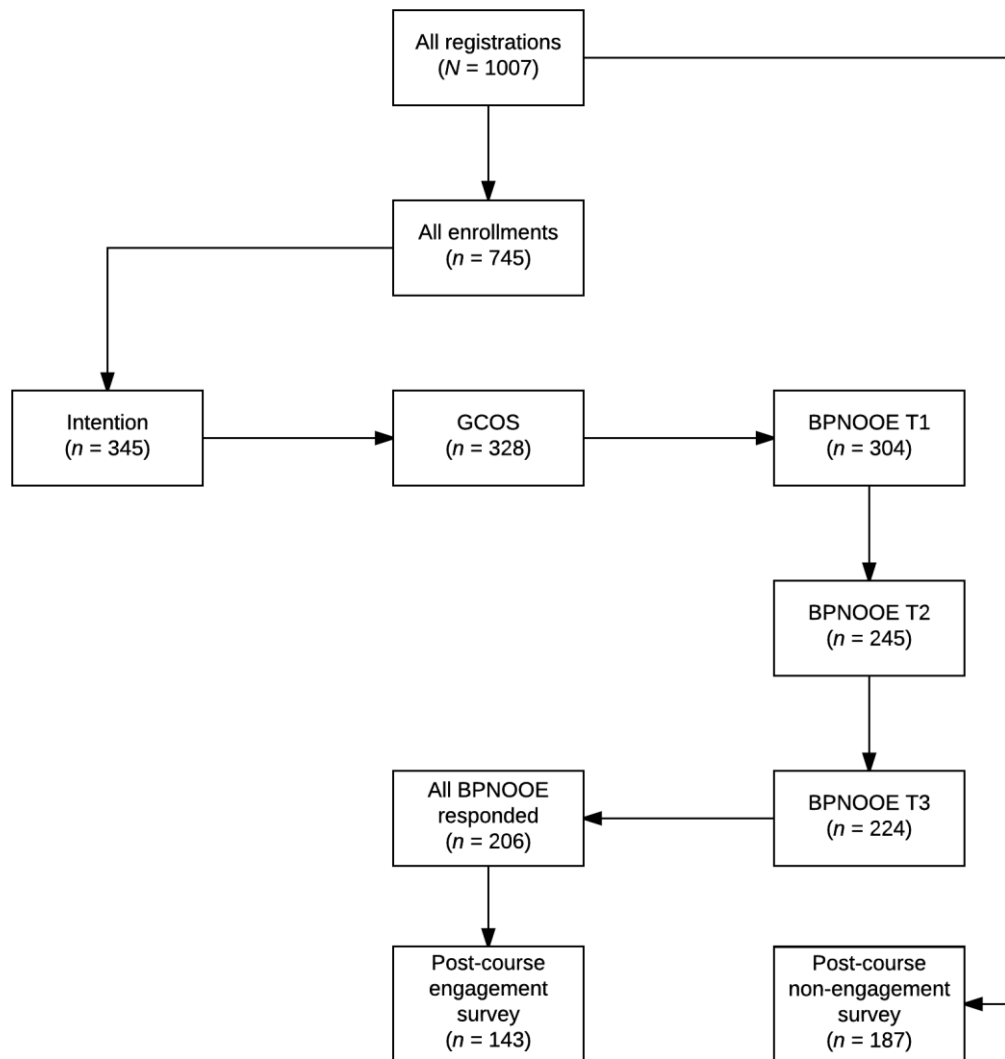 All registrations
(N = 1007)
All enrollments
(n = 745)
Intention
(n = 345)
GCOS
(n = 328)
BPNOOE T1
(n = 304)
BPNOOE T2
(n = 245)
All BPNOOE
responded
(n = 206)
BPNOOE T3
(n = 224)
Post-course
engagement
survey
(n = 143)
Post-course
non-engagement
survey
(n = 187)